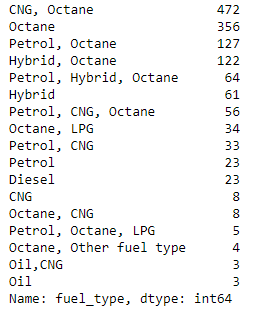 CNG, Octane 472
Octane 356
Petrol, Octane 127
Hybrid, Octane 122
Petrol, Hybrid, Octane 64
Hybrid 61
Petrol, CNG, Octane 56
Octane, LPG 34
Petrol, CNG 33
Petrol 23
Diesel 23
CNG 8
Octane, CNG 8
Petrol, Octane, LPG 5
Octane, Other fuel type 4
Oil,CNG 3
Oil 3
Name: fuel_type, dtype: int64